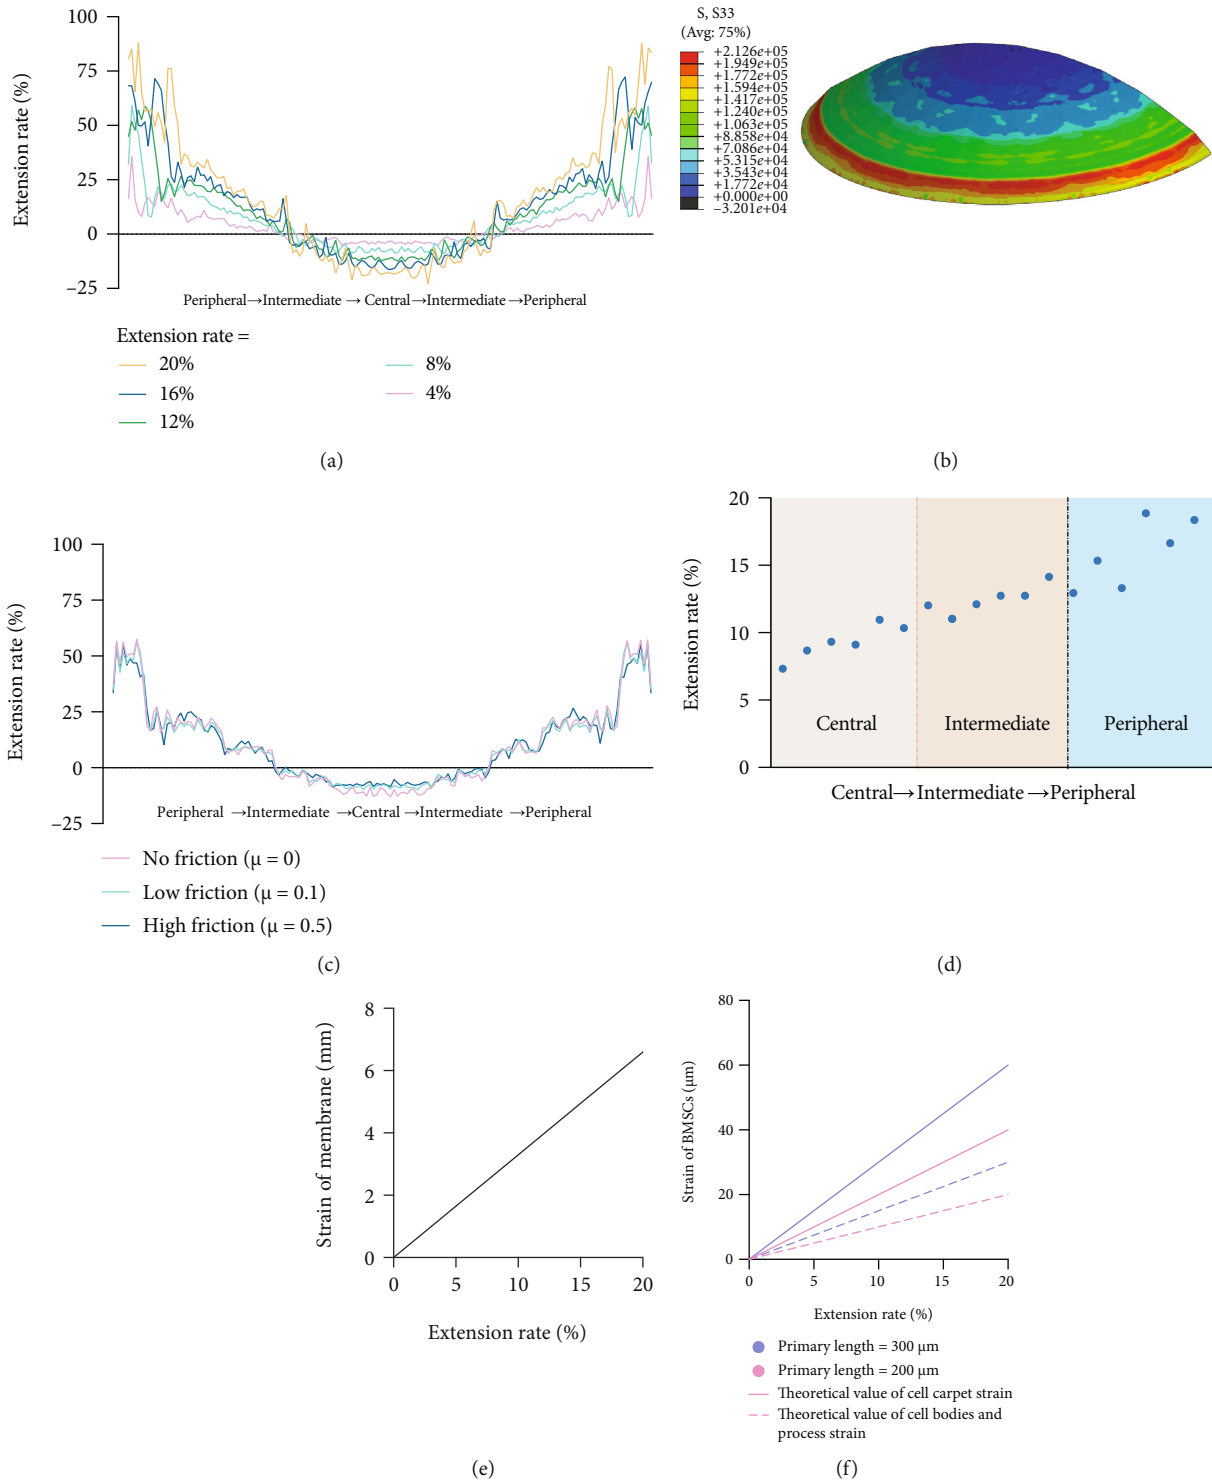 100
75
50
25
0
−25
Extension rate (%)
Peripheral→Intermediate → Central→Intermediate →Peripheral
Extension rate =
20%
16%
12%
8%
4%
(a)
S, S33
(Avg: 75%)
+2.126e+05
+1.949e+05
+1.772e+05
+1.594e+05
+1.417e+05
+1.240e+05
+1.063e+05
+8.858e+04
+7.086e+04
+5.315e+04
+3.543e+04
+1.772e+04
+0.000e+00
−3.201e+04
(b)
100
75
50
25
0
−25
Extension rate (%)
Peripheral →Intermediate →Central→Intermediate →Peripheral
No friction (μ = 0)
Low friction (μ = 0.1)
High friction (μ = 0.5)
(c)
20
15
10
5
0
Extension rate (%)
Central
Intermediate
Peripheral
Central→Intermediate →Peripheral
(d)
8
6
4
2
0
Strain of membrane (mm)
0 5 10 15 20
Extension rate (%)
(e)
80
60
40
20
0
Strain of BMSCs (μm)
0 5 10 15 20
Extension rate (%)
Primary length = 300 μm
Primary length = 200 μm
Theoretical value of cell carpet strain
Theoretical value of cell bodies and
process strain
(f)